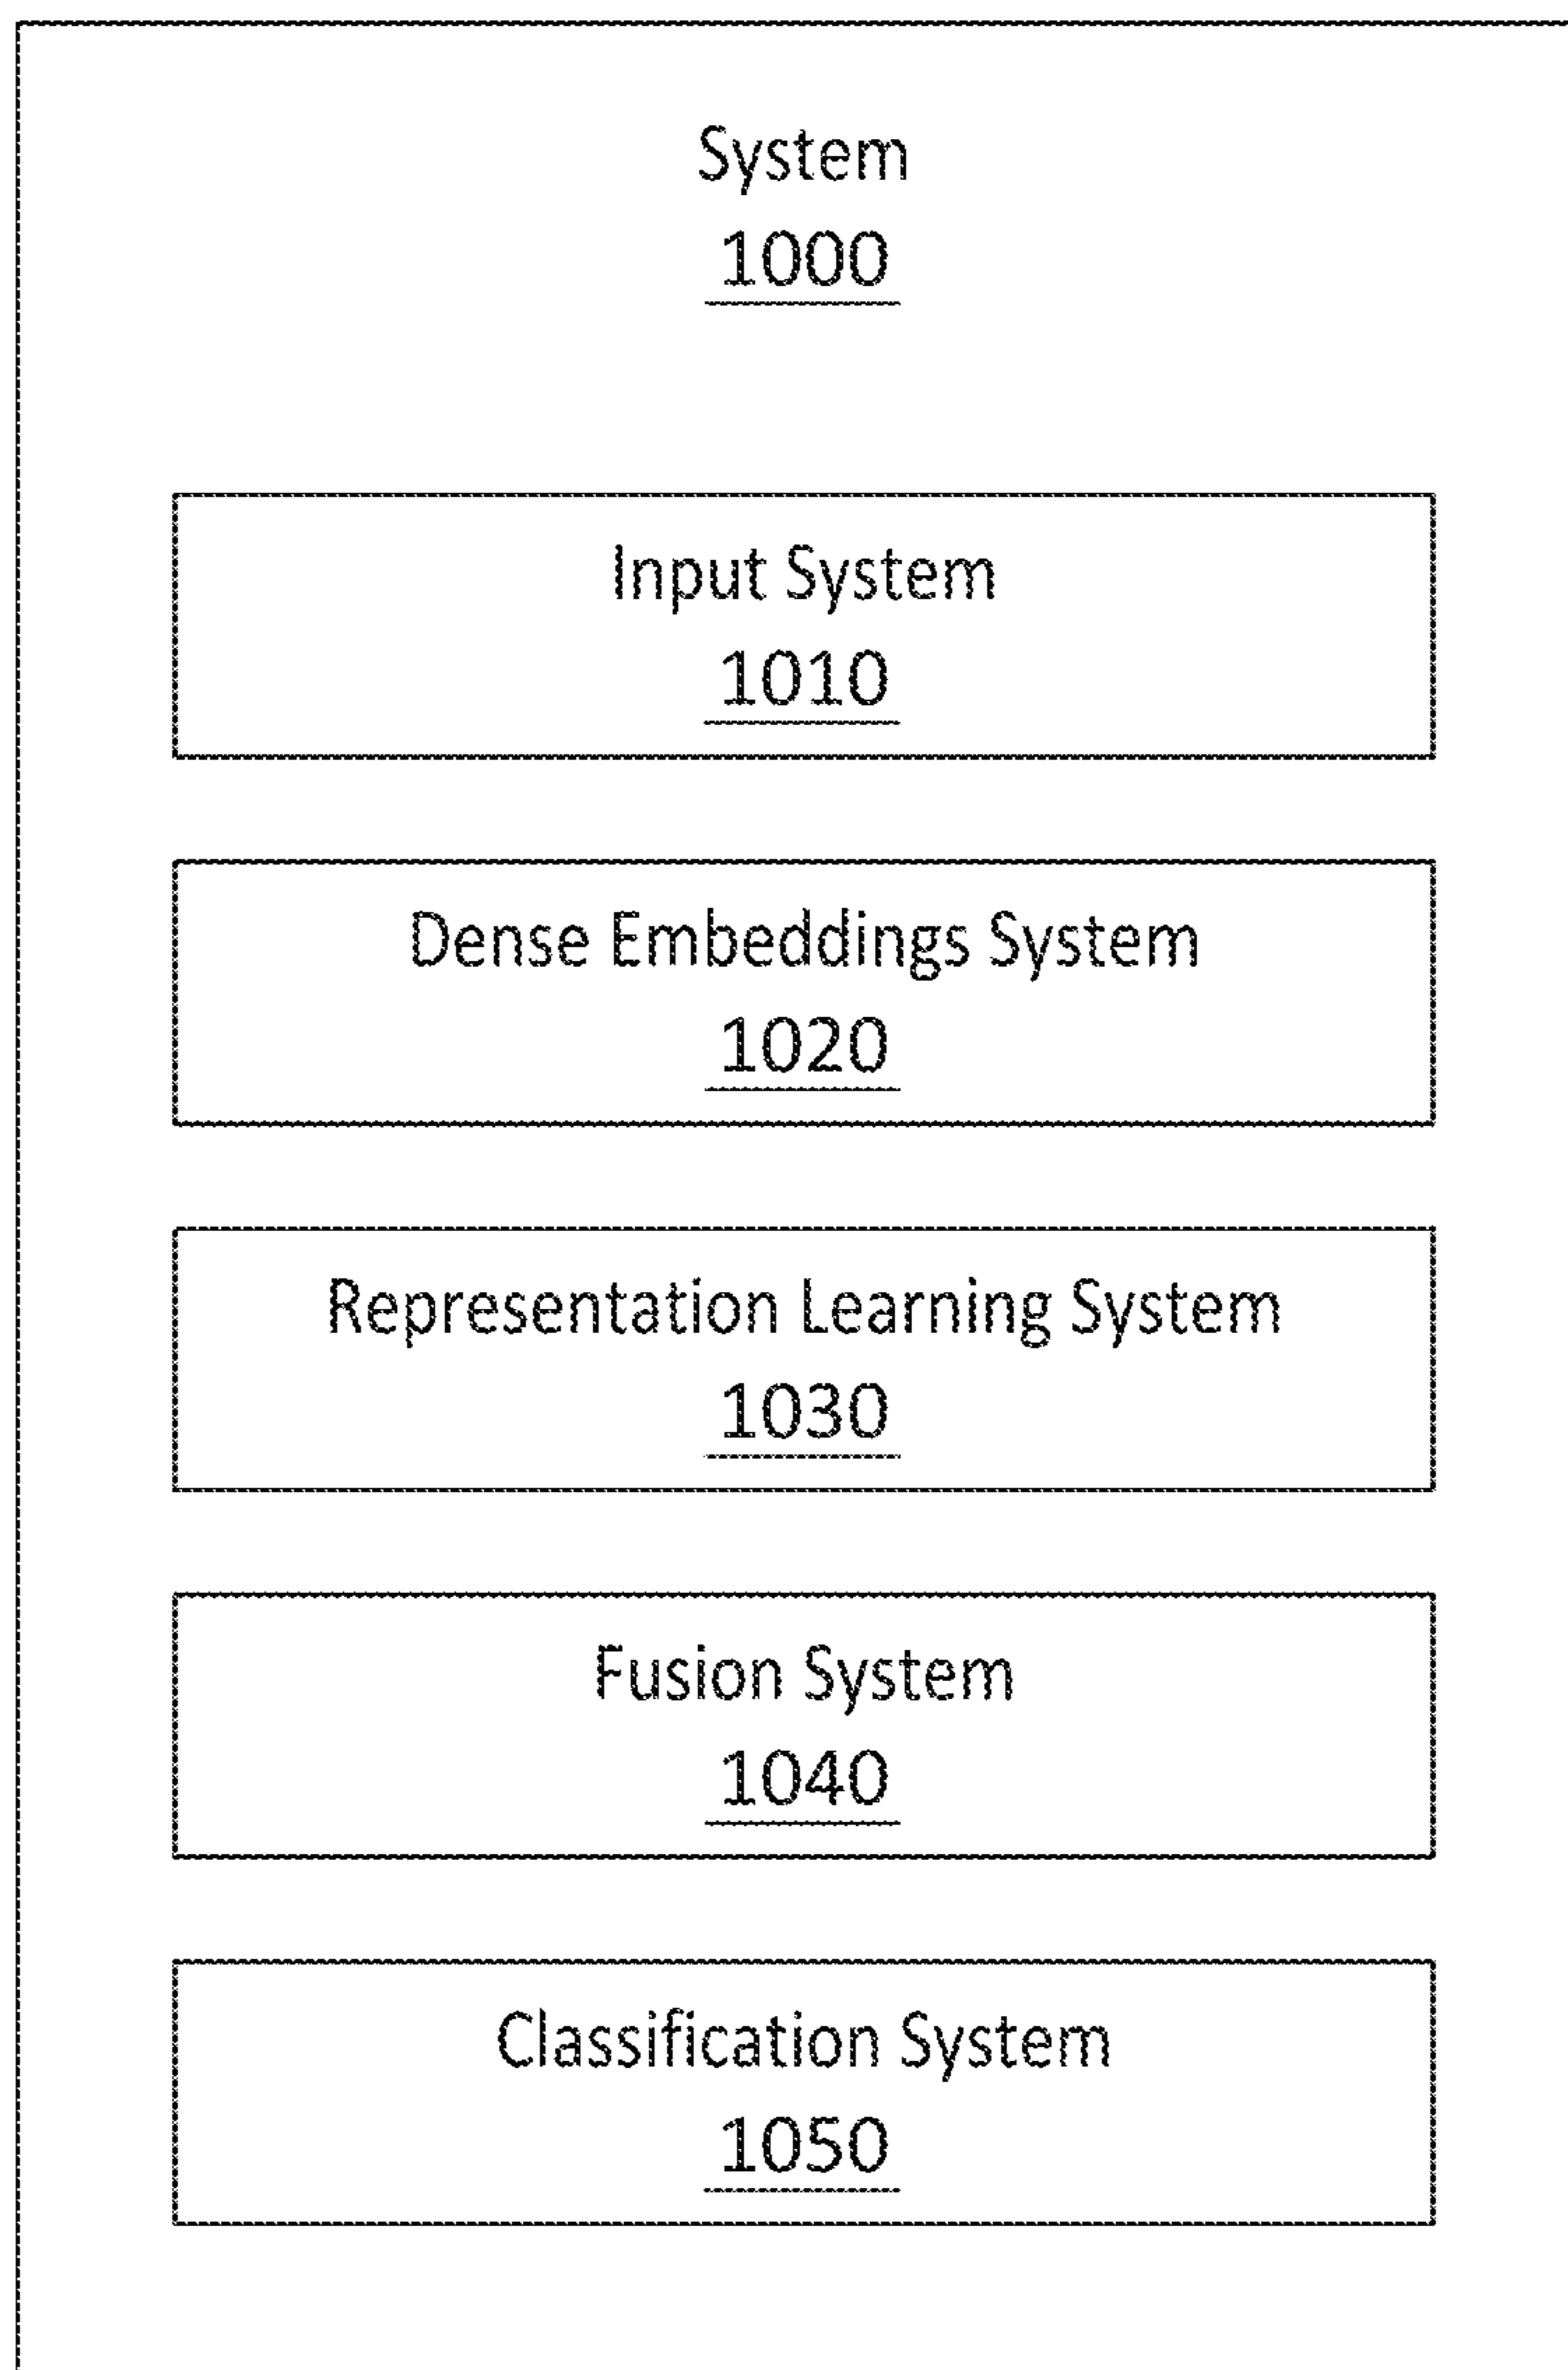 System
1000
Input System
1010
Dense Embeddings System
1020
Representation Learning System
1030
Fusion System
1040
Classification System
1050